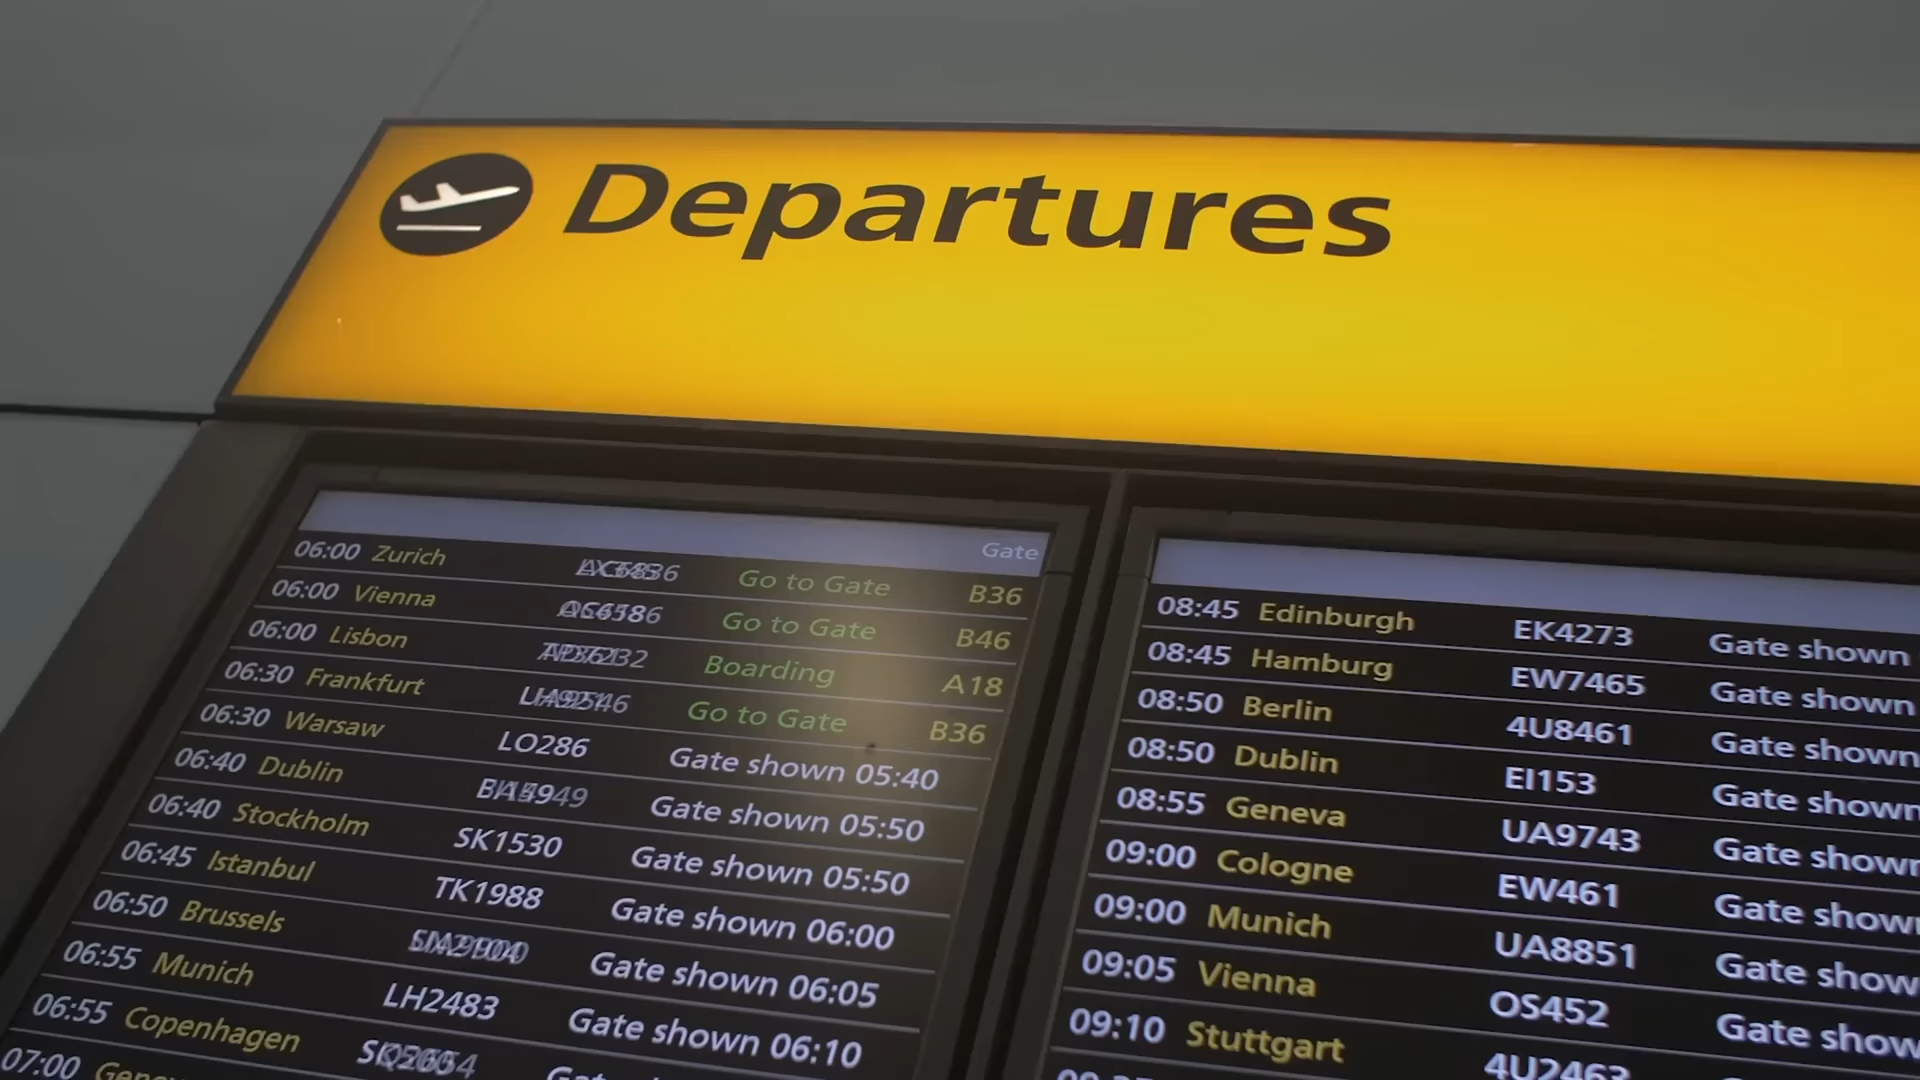 Departures
Gate
06:00 Zurich Go to Gate B36
06:00 Vienna Go to Gate B46
06:00 Lisbon Boarding A18
06:30 Frankfurt Go to Gate B36
06:30 Warsaw LO286 Gate shown 05:40
06:40 Dublin Gate shown 05:50
06:40 Stockholm SK1530 Gate shown 05:50
06:45 Istanbul TK1988 Gate shown 06:00
06:50 Brussels Gate shown 06:05
06:55 Munich LH2483 Gate shown 06:10
06:55 Copenhagen
07:00
08:45 Edinburgh EK4273 Gate shown
08:45 Hamburg EW7465 Gate shown
08:50 Berlin 4U8461 Gate shown
08:50 Dublin EI153 Gate shown
08:55 Geneva UA9743 Gate shown
09:00 Cologne EW461 Gate shown
09:00 Munich UA8851 Gate show
09:05 Vienna OS452 Gate show
09:10 Stuttgart 4U2463